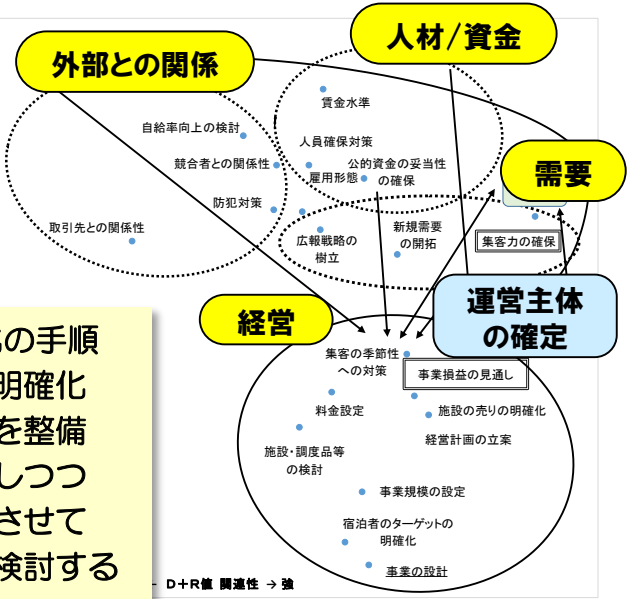 人材/資金
外部との関係
賃金水準
自給率向上の検討
人員確保対策
競合者との関係性
公的資金の妥当性
の確保
雇用形態
需要
防犯対策
取引先との関係性
広報戦略の
樹立
新規需要
の開拓
集客力の確保
運営主体
の確定
経営
の手順
明確化
を整備
しつつ
させて
検討する
集客の季節性
への対策
事業損益の見通し
料金設定
施設の売りの明確化
経営計画の立案
施設・調度品等
の検討
事業規模の設定
宿泊者のターゲットの
明確化
事業の設計
D+R値 関連性 → 強